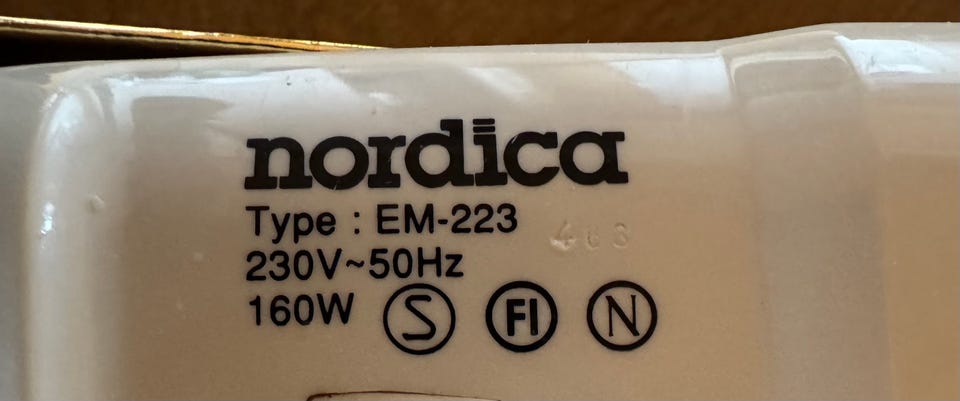 nordica
Type : EM-223
230V~50Hz
160W S FI N